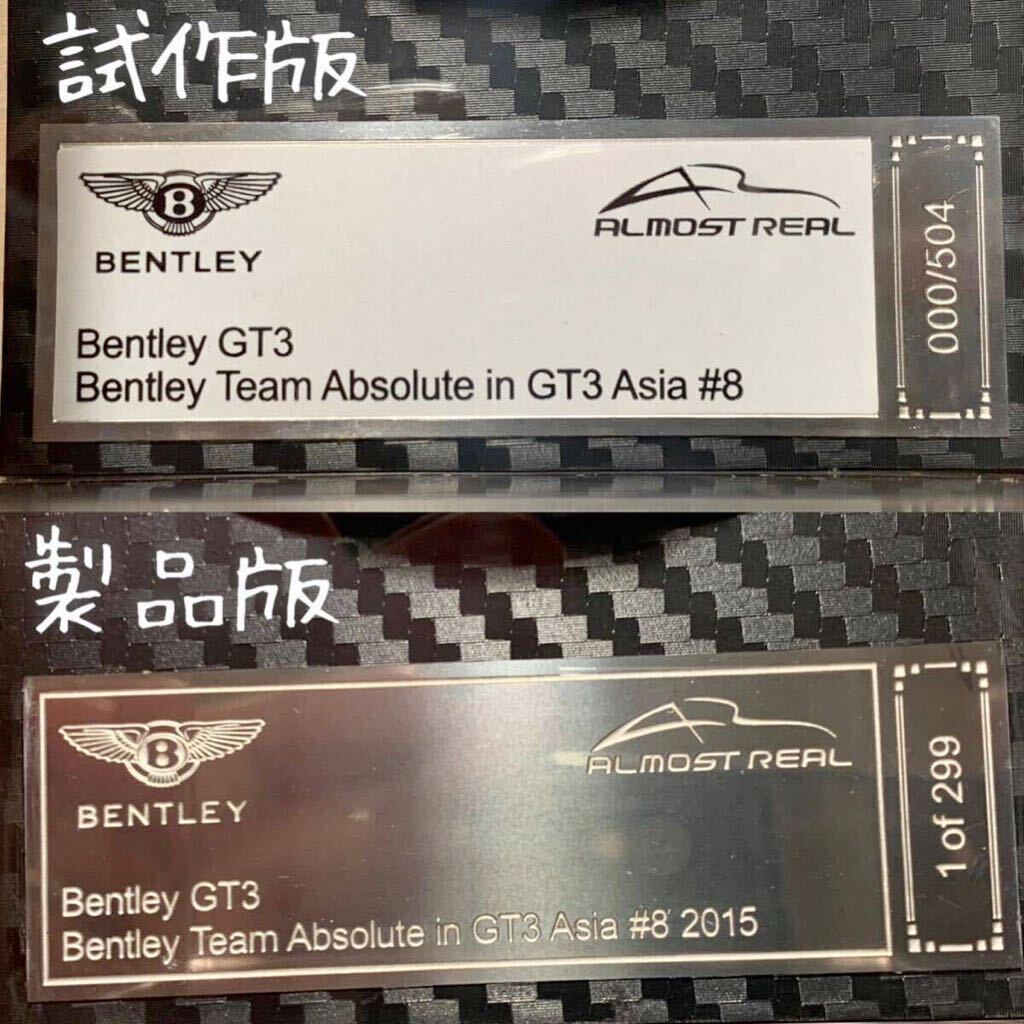 試作版
BENTLEY
ALMOST REAL
Bentley GT3
Bentley Team Absolute in GT3 Asia #8
000/504
製品版
BENTLEY
ALMOST REAL
Bentley GT3
Bentley Team Absolute in GT3 Asia #8 2015
1 of 299